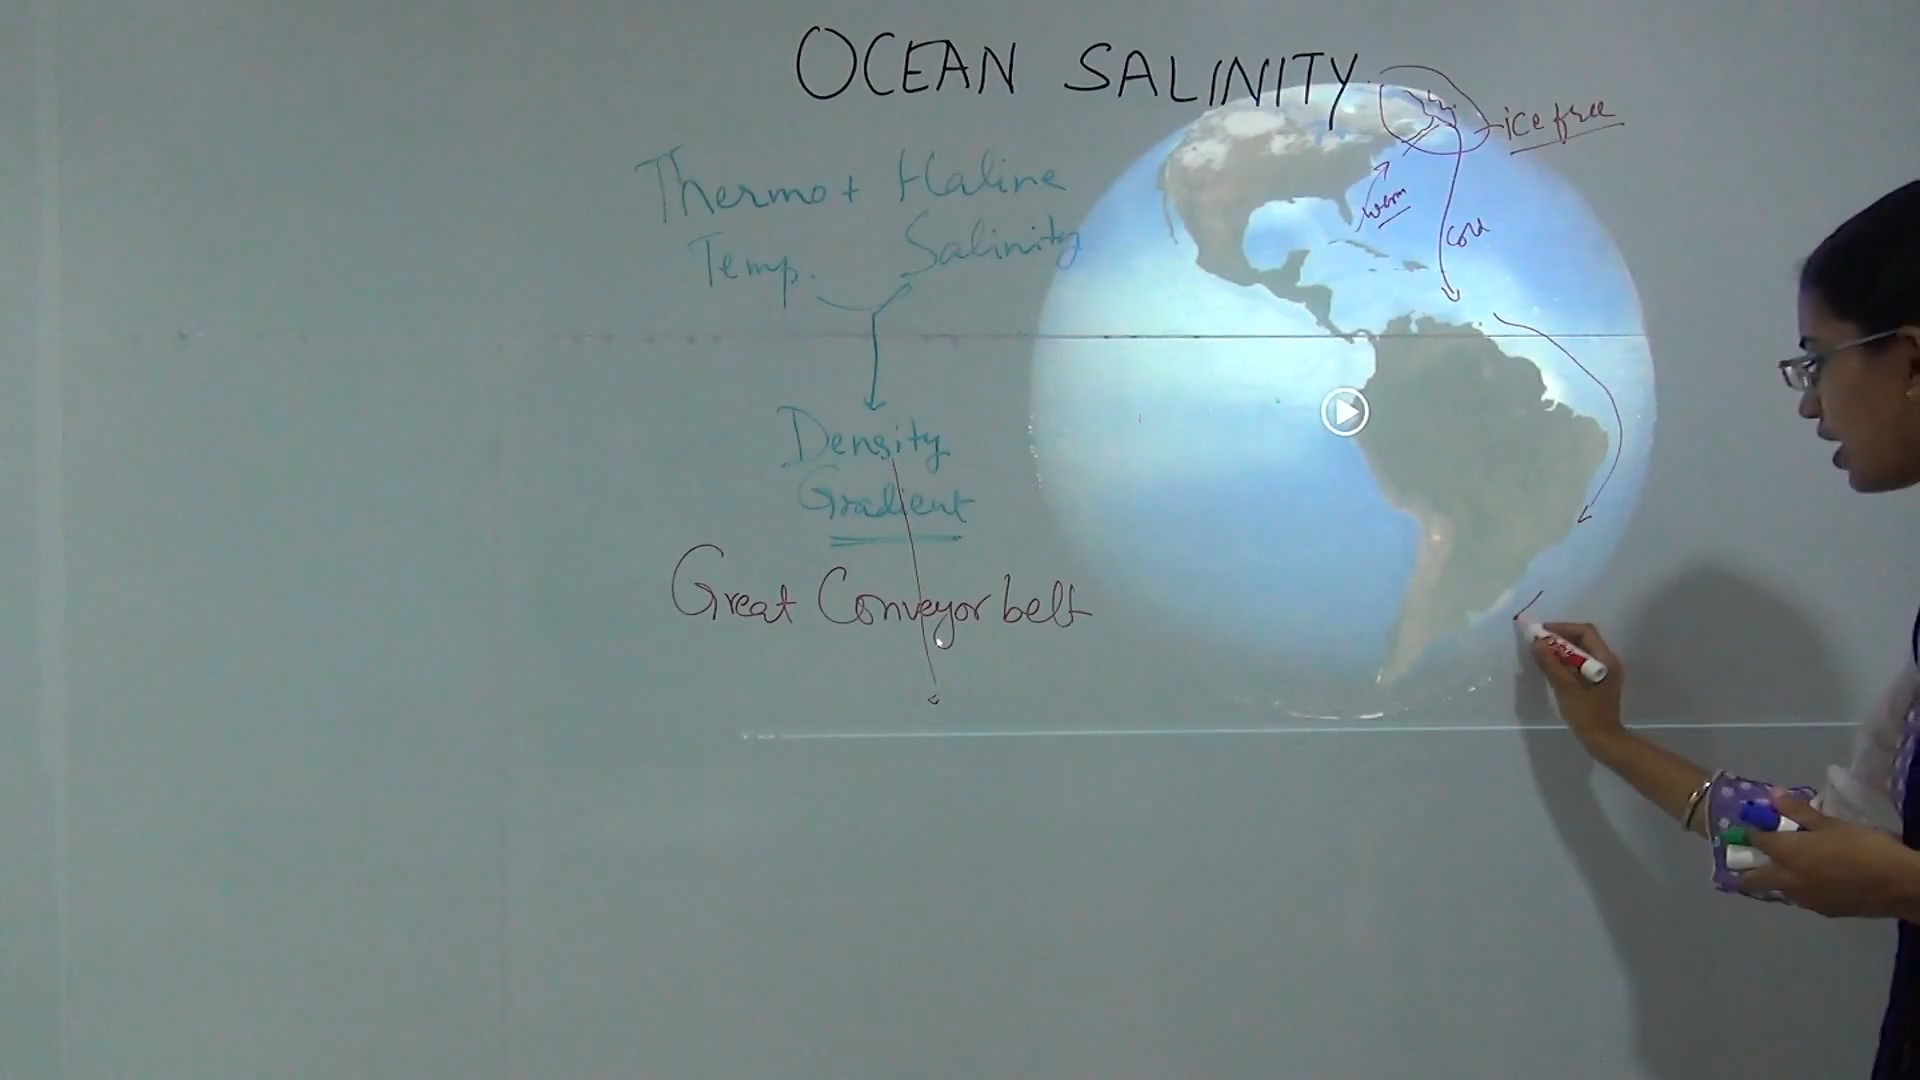 OCEAN SALINITY
ice free
Thermo + Haline
Temp. Salinity
warm
cold
Density
Gradient
Great Conveyor belt